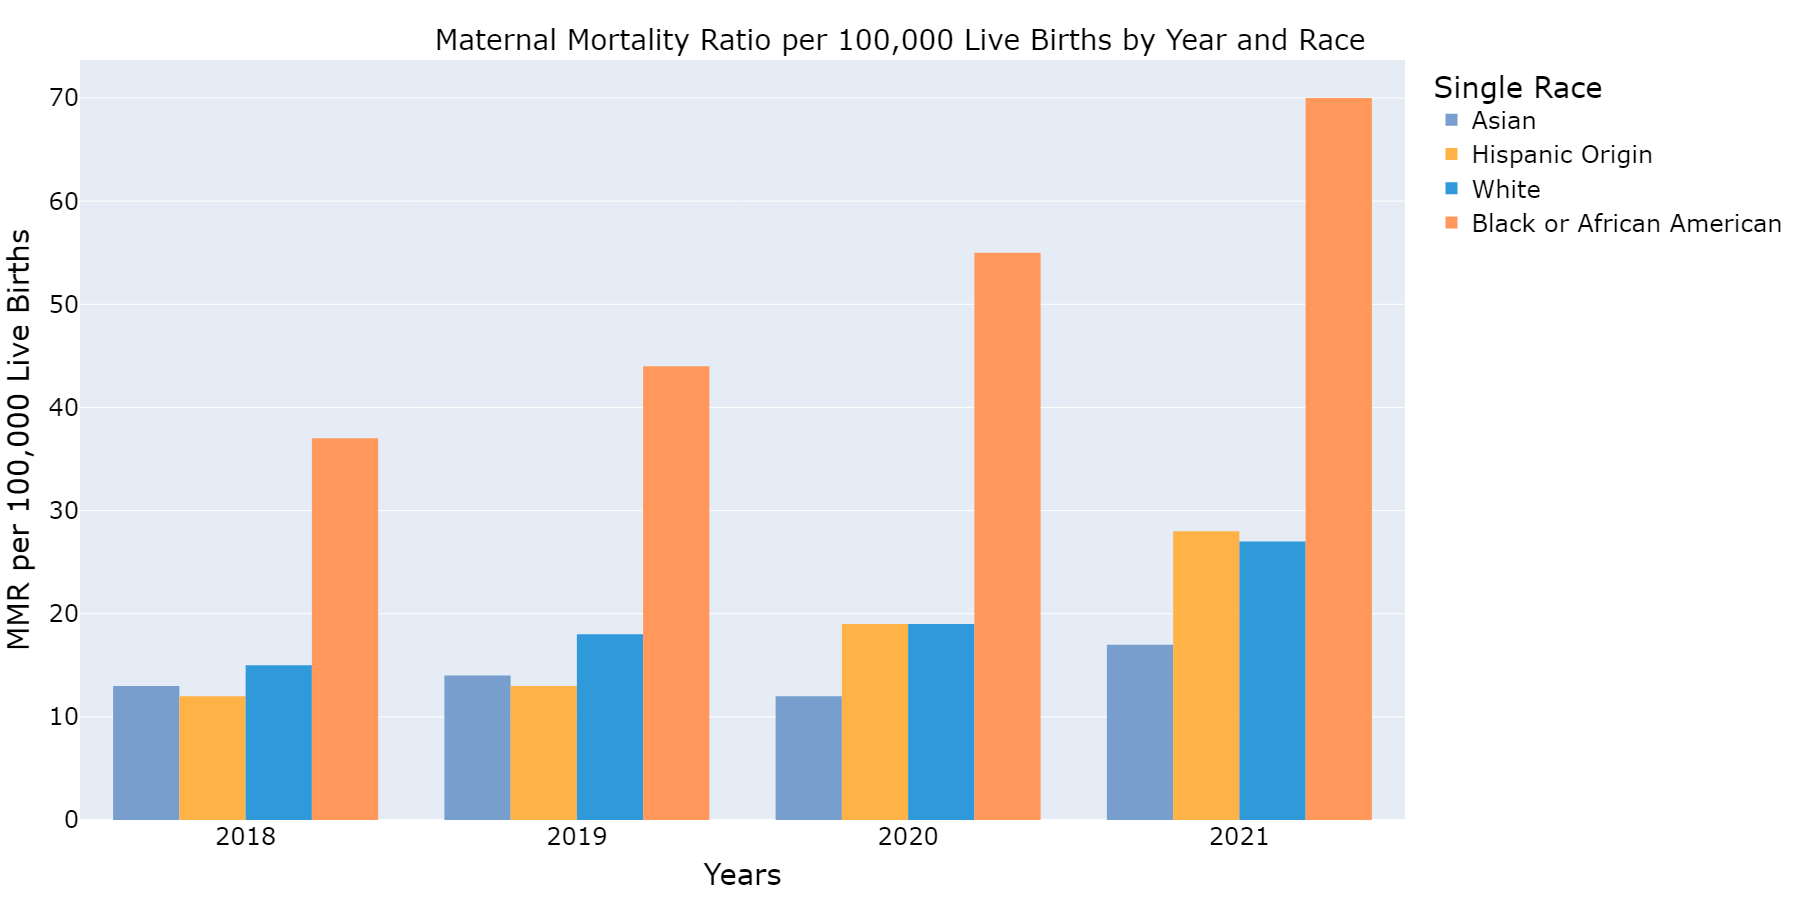 Maternal Mortality Ratio per 100,000 Live Births by Year and Race
MMR per 100,000 Live Births
70
60
50
40
30
20
10
0
2018
2019
2020
2021
Years
Single Race
Asian
Hispanic Origin
White
Black or African American